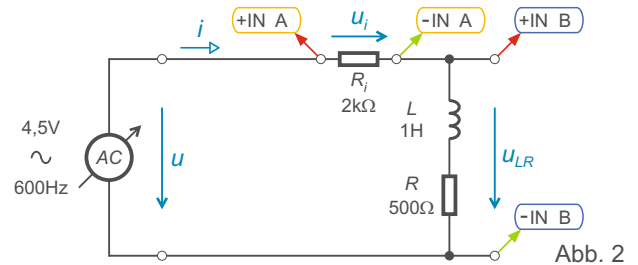 +IN A
u_i
−IN A
+IN B
i
R_i
2kΩ
L
1H
4,5V
AC
600Hz
u
u_LR
R
500Ω
−IN B
Abb. 2